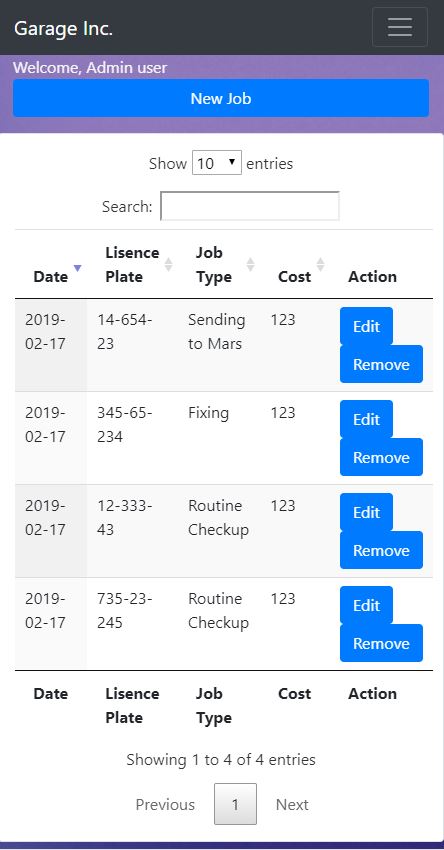 Garage Inc.
Welcome, Admin user
New Job
Show 10 entries
Search:
Date Lisence Plate Job Type Cost Action
2019-02-17 14-654-23 Sending to Mars 123 Edit Remove
2019-02-17 345-65-234 Fixing 123 Edit Remove
2019-02-17 12-333-43 Routine Checkup 123 Edit Remove
2019-02-17 735-23-245 Routine Checkup 123 Edit Remove
Date Lisence Plate Job Type Cost Action
Showing 1 to 4 of 4 entries
Previous 1 Next